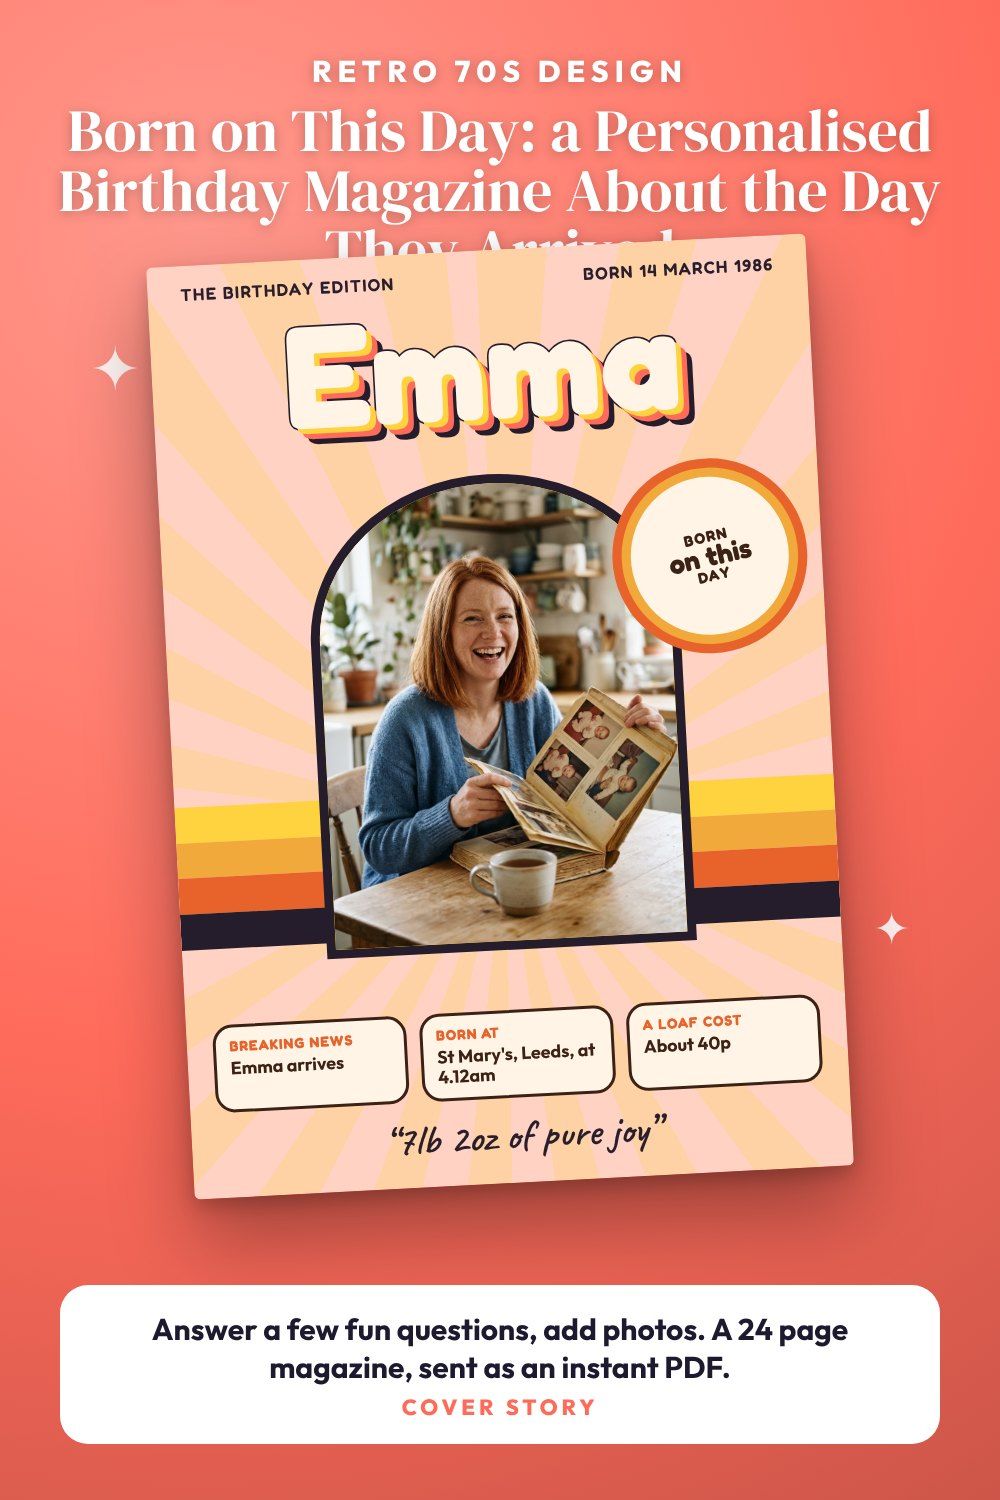 RETRO 70S DESIGN
Born on This Day: a Personalised
Birthday Magazine About the Day
They Arrived
THE BIRTHDAY EDITION
BORN 14 MARCH 1986
Emma
BORN
on this
DAY
BREAKING NEWS
Emma arrives
BORN AT
St Mary's, Leeds, at
4.12am
A LOAF COST
About 40p
“7lb 2oz of pure joy”
Answer a few fun questions, add photos. A 24 page
magazine, sent as an instant PDF.
COVER STORY